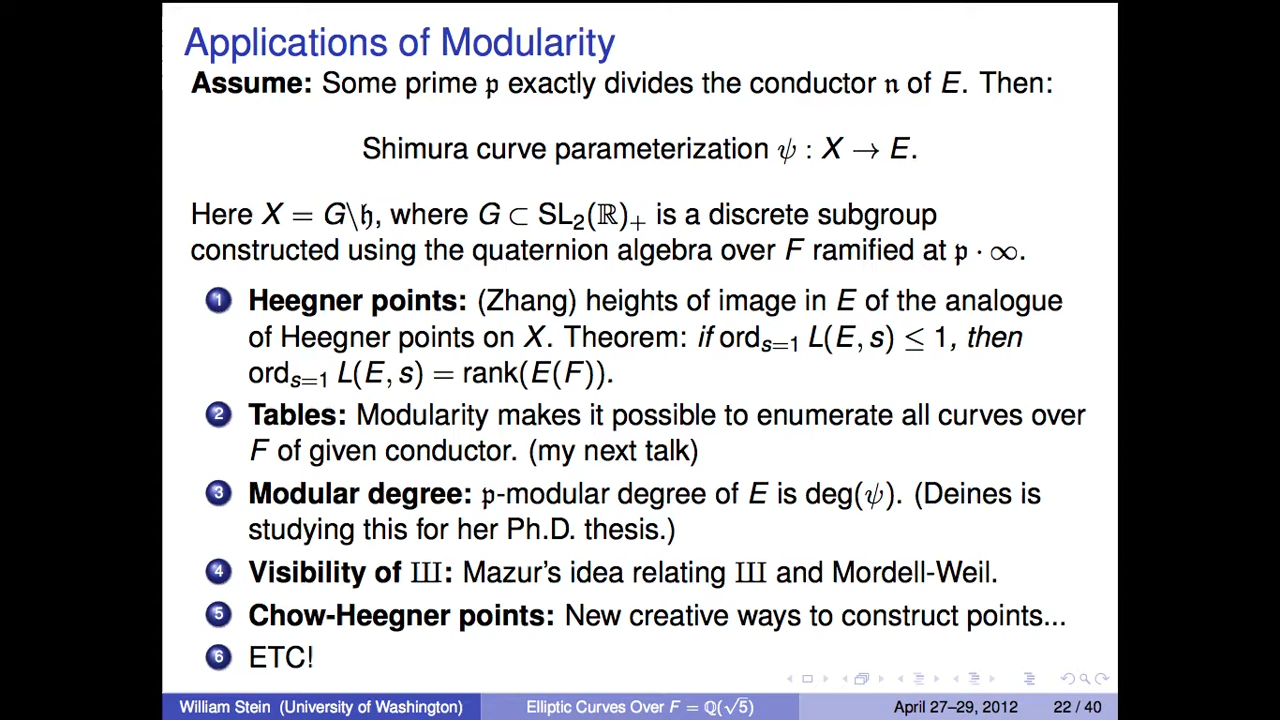 Applications of Modularity
Assume: Some prime 𝔭 exactly divides the conductor 𝔫 of E. Then:
Shimura curve parameterization ψ : X → E.
Here X = G\𝔥, where G ⊂ SL₂(ℝ)₊ is a discrete subgroup
constructed using the quaternion algebra over F ramified at 𝔭 · ∞.
1 Heegner points: (Zhang) heights of image in E of the analogue
of Heegner points on X. Theorem: if ordₛ₌₁ L(E, s) ≤ 1, then
ordₛ₌₁ L(E, s) = rank(E(F)).
2 Tables: Modularity makes it possible to enumerate all curves over
F of given conductor. (my next talk)
3 Modular degree: 𝔭-modular degree of E is deg(ψ). (Deines is
studying this for her Ph.D. thesis.)
4 Visibility of Ш: Mazur's idea relating Ш and Mordell-Weil.
5 Chow-Heegner points: New creative ways to construct points...
6 ETC!
William Stein (University of Washington) Elliptic Curves Over F = ℚ(√5) April 27–29, 2012 22 / 40